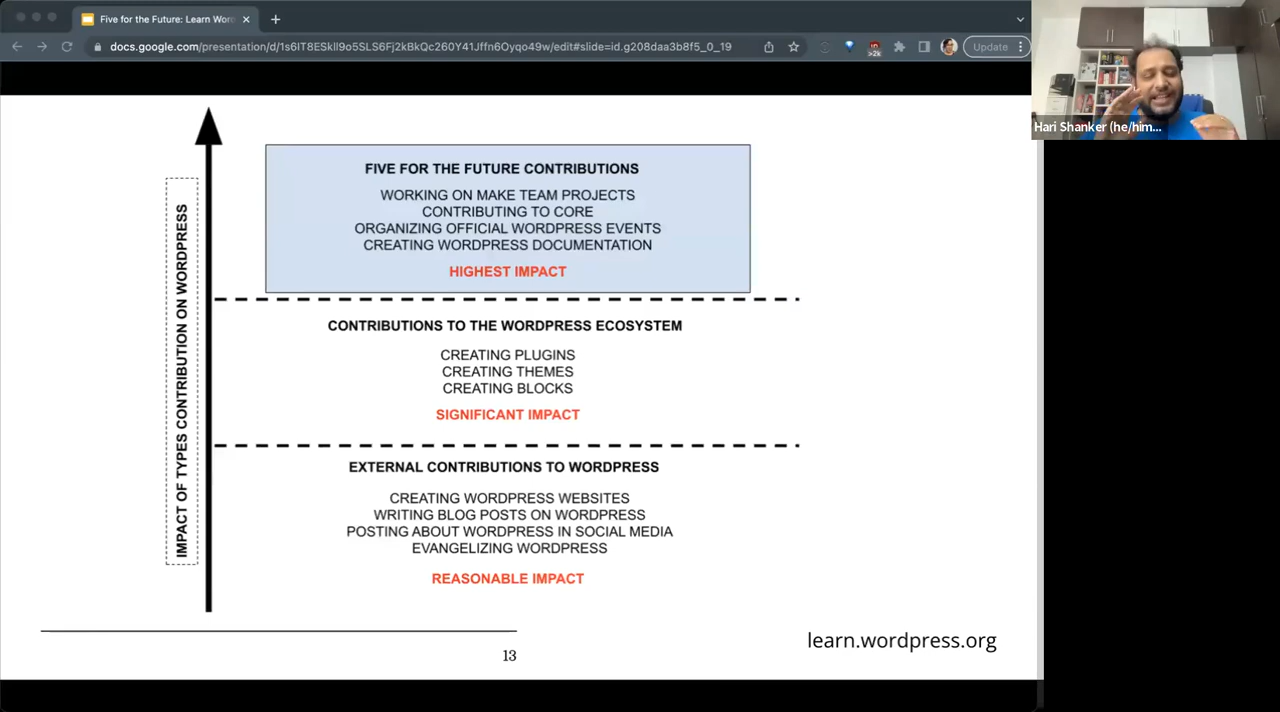 Five for the Future: Learn Wor
docs.google.com/presentation/d/1s6IT8ESkIl9o5SLS6Fj2kBkQc260Y41Jffn6Oyqo49w/edit#slide=id.g208daa3b8f5_0_19
>2k
Update
Hari Shanker (he/him...
IMPACT OF TYPES CONTRIBUTION ON WORDPRESS
FIVE FOR THE FUTURE CONTRIBUTIONS
WORKING ON MAKE TEAM PROJECTS
CONTRIBUTING TO CORE
ORGANIZING OFFICIAL WORDPRESS EVENTS
CREATING WORDPRESS DOCUMENTATION
HIGHEST IMPACT
CONTRIBUTIONS TO THE WORDPRESS ECOSYSTEM
CREATING PLUGINS
CREATING THEMES
CREATING BLOCKS
SIGNIFICANT IMPACT
EXTERNAL CONTRIBUTIONS TO WORDPRESS
CREATING WORDPRESS WEBSITES
WRITING BLOG POSTS ON WORDPRESS
POSTING ABOUT WORDPRESS IN SOCIAL MEDIA
EVANGELIZING WORDPRESS
REASONABLE IMPACT
learn.wordpress.org
13